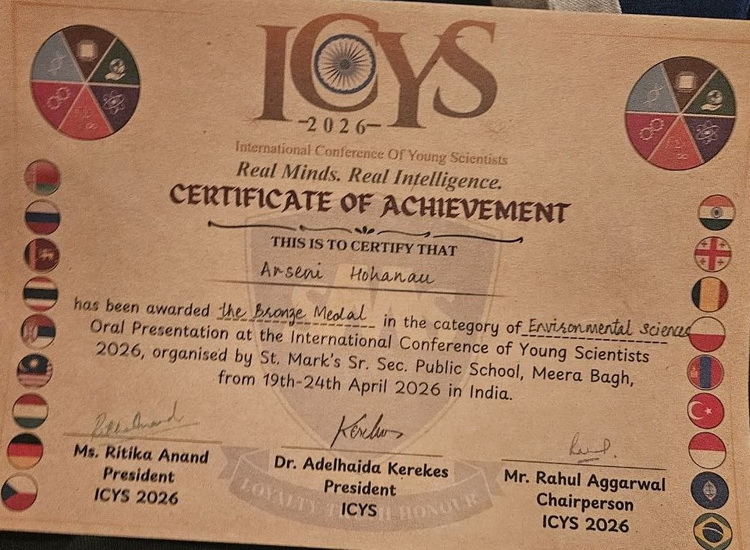 ICYS
-2026-
International Conference Of Young Scientists
Real Minds. Real Intelligence.
CERTIFICATE OF ACHIEVEMENT
THIS IS TO CERTIFY THAT
Arseni Hohanau
has been awarded the Bronze Medal in the category of Environmental science
Oral Presentation at the International Conference of Young Scientists
2026, organised by St. Mark's Sr. Sec. Public School, Meera Bagh,
from 19th-24th April 2026 in India.
Ms. Ritika Anand
President
ICYS 2026
Dr. Adelhaida Kerekes
President
ICYS
Mr. Rahul Aggarwal
Chairperson
ICYS 2026
LOYALTY TRUTH HONOUR